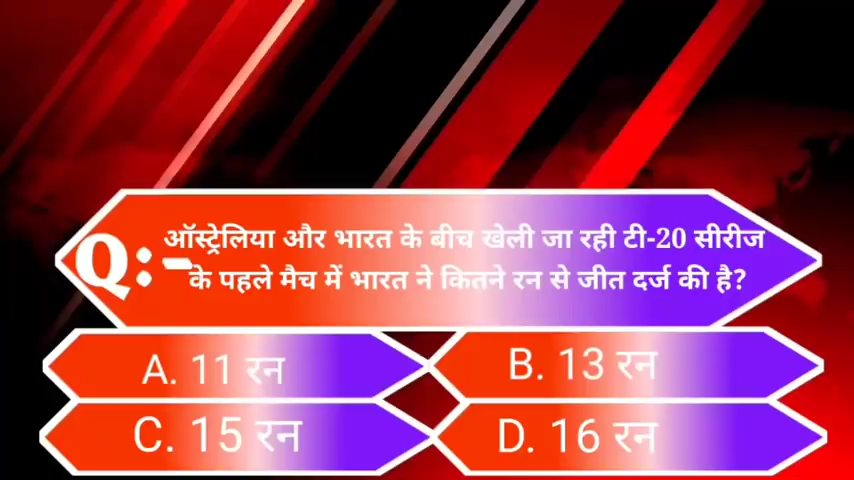 Q:- ऑस्ट्रेलिया और भारत के बीच खेली जा रही टी-20 सीरीज
के पहले मैच में भारत ने कितने रन से जीत दर्ज की है?
A. 11 रन
B. 13 रन
C. 15 रन
D. 16 रन